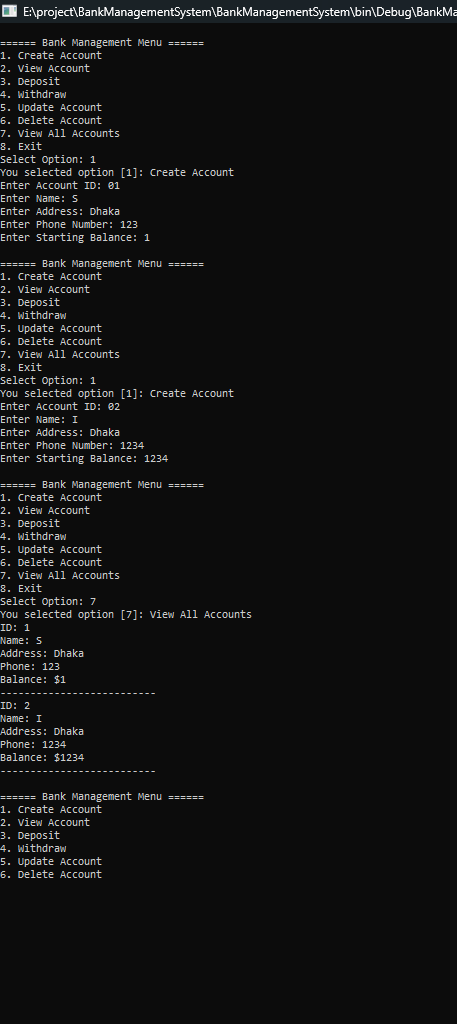 E:\project\BankManagementSystem\BankManagementSystem\bin\Debug\BankMa
====== Bank Management Menu ======
1. Create Account
2. View Account
3. Deposit
4. Withdraw
5. Update Account
6. Delete Account
7. View All Accounts
8. Exit
Select Option: 1
You selected option [1]: Create Account
Enter Account ID: 01
Enter Name: S
Enter Address: Dhaka
Enter Phone Number: 123
Enter Starting Balance: 1
====== Bank Management Menu ======
1. Create Account
2. View Account
3. Deposit
4. Withdraw
5. Update Account
6. Delete Account
7. View All Accounts
8. Exit
Select Option: 1
You selected option [1]: Create Account
Enter Account ID: 02
Enter Name: I
Enter Address: Dhaka
Enter Phone Number: 1234
Enter Starting Balance: 1234
====== Bank Management Menu ======
1. Create Account
2. View Account
3. Deposit
4. Withdraw
5. Update Account
6. Delete Account
7. View All Accounts
8. Exit
Select Option: 7
You selected option [7]: View All Accounts
ID: 1
Name: S
Address: Dhaka
Phone: 123
Balance: $1
--------------------------
ID: 2
Name: I
Address: Dhaka
Phone: 1234
Balance: $1234
--------------------------
====== Bank Management Menu ======
1. Create Account
2. View Account
3. Deposit
4. Withdraw
5. Update Account
6. Delete Account